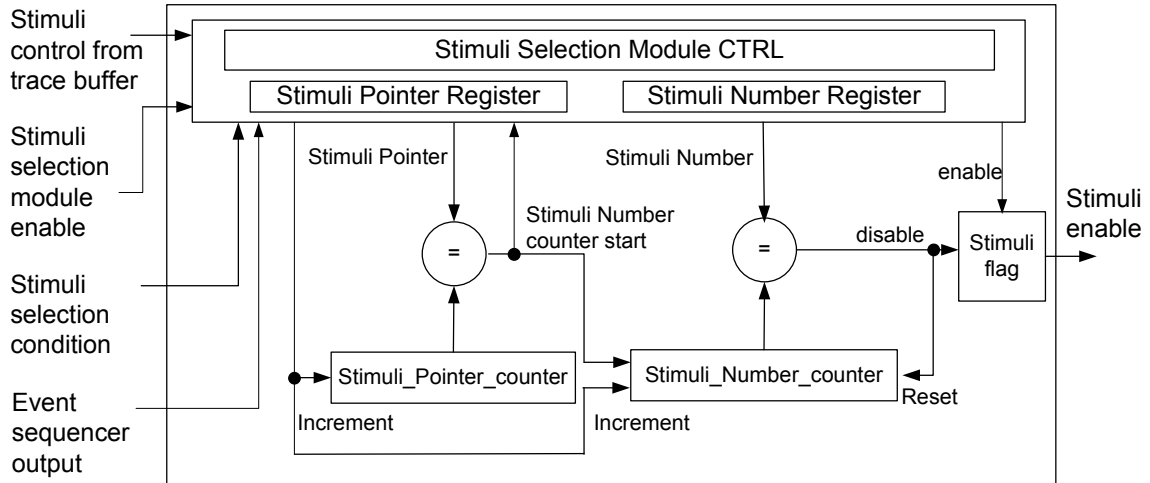 Stimuli
control from
trace buffer
Stimuli
selection
module
enable
Stimuli
selection
condition
Event
sequencer
output
Stimuli Selection Module CTRL
Stimuli Pointer Register
Stimuli Number Register
Stimuli Pointer
Stimuli Number
enable
Stimuli Number
counter start
=
=
disable
Stimuli
flag
Stimuli
enable
Stimuli_Pointer_counter
Stimuli_Number_counter
Increment
Increment
Reset